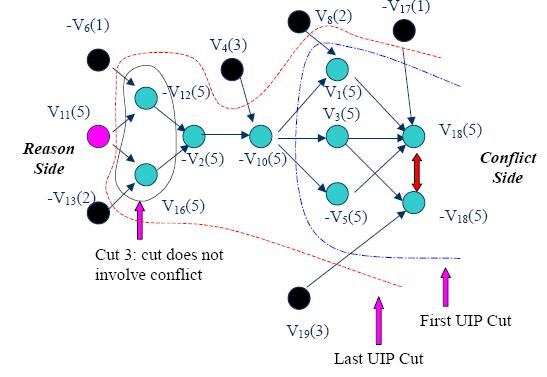 -V17(1)
V8(2)
-V6(1)
V4(3)
-V12(5)
V1(5)
V11(5)
V3(5)
V18(5)
Reason
Side
-V2(5)
-V10(5)
Conflict
Side
-V13(2)
V16(5)
-V5(5)
-V18(5)
Cut 3: cut does not
involve conflict
V19(3)
First UIP Cut
Last UIP Cut